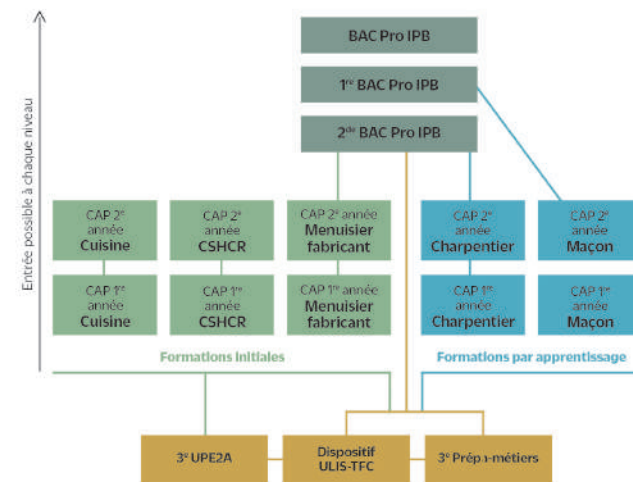 Entrée possible à chaque niveau
BAC Pro IPB
1re BAC Pro IPB
2de BAC Pro IPB
CAP 2e
année
Cuisine
CAP 2e
année
CSHCR
CAP 2e année
Menuisier
fabricant
CAP 2e
année
Charpentier
CAP 2e
année
Maçon
CAP 1re
année
Cuisine
CAP 1re
année
CSHCR
CAP 1re année
Menuisier
fabricant
CAP 1re
année
Charpentier
CAP 1re
année
Maçon
Formations initiales
Formations par apprentissage
3e UPE2A
Dispositif
ULIS-TFC
3e Prépa-métiers